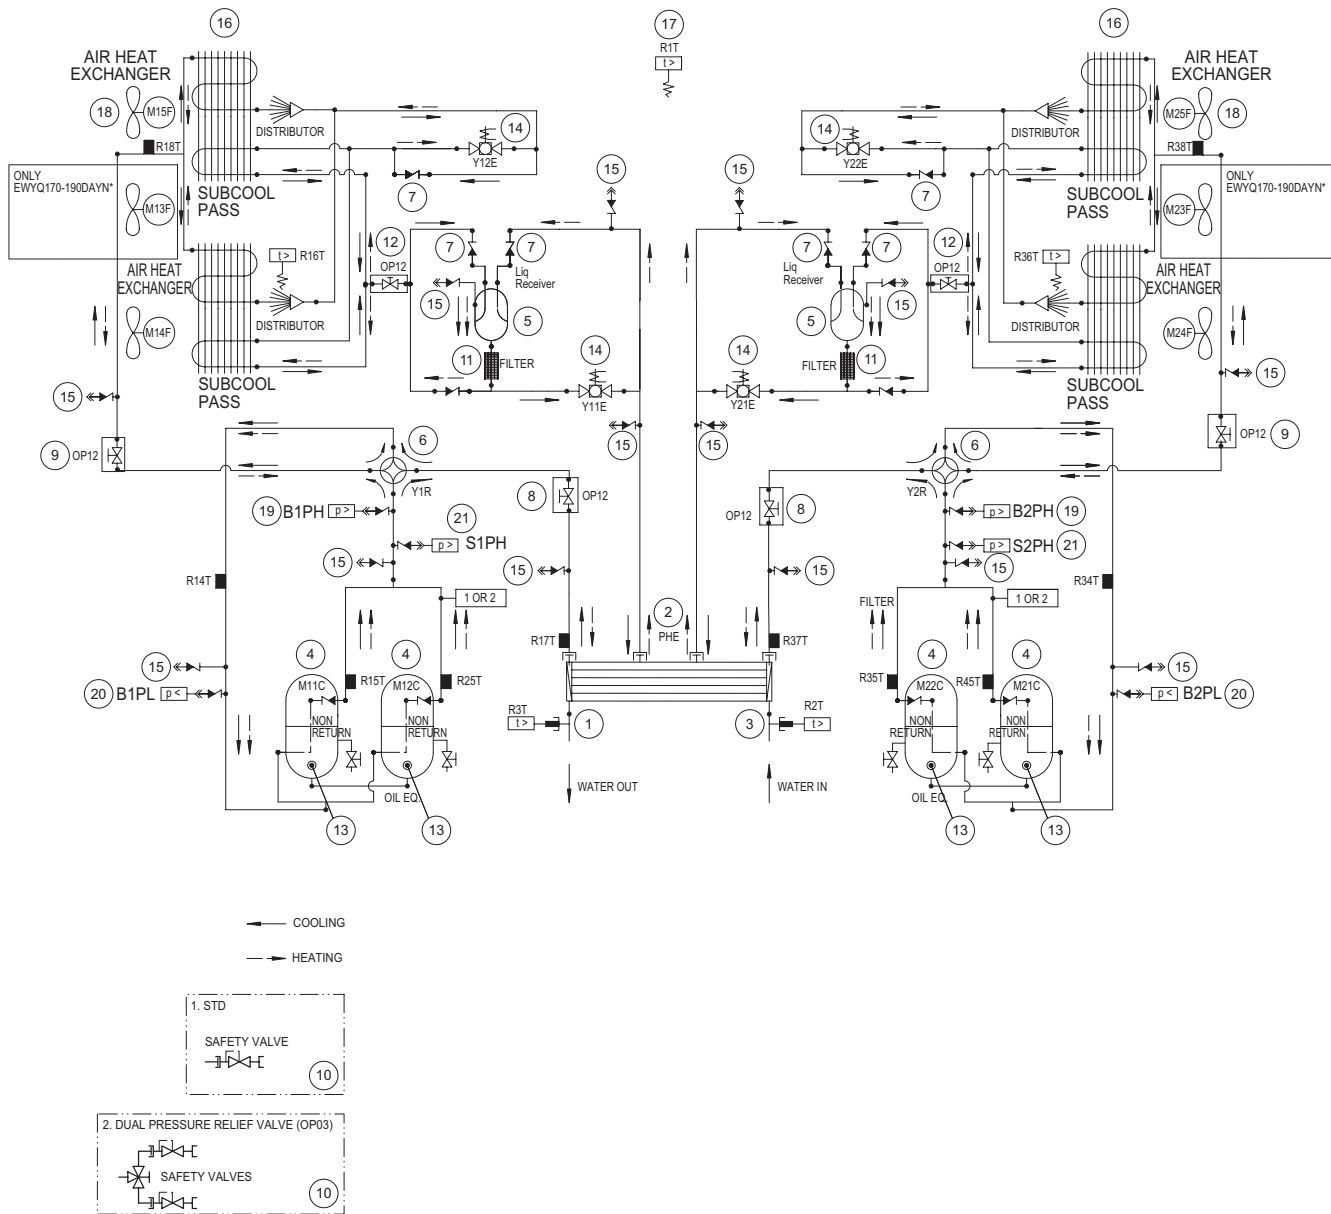 16
17
16
R1T
t >
AIR HEAT
EXCHANGER
AIR HEAT
EXCHANGER
18
M15F
DISTRIBUTOR
14
Y12E
14
Y22E
DISTRIBUTOR
M25F
18
R18T
R38T
ONLY
EWYQ170-190DAYN*
M13F
SUBCOOL
PASS
7
15
15
7
SUBCOOL
PASS
M23F
ONLY
EWYQ170-190DAYN*
12
7
7
7
7
12
t >
R16T
OP12
Liq
Receiver
Liq
Receiver
OP12
R36T
t >
AIR HEAT
EXCHANGER
AIR HEAT
EXCHANGER
15
5
5
15
M14F
DISTRIBUTOR
DISTRIBUTOR
M24F
11
FILTER
14
14
FILTER
11
SUBCOOL
PASS
Y11E
Y21E
SUBCOOL
PASS
15
15
9
OP12
6
15
15
6
OP12
9
Y1R
8
OP12
OP12
8
Y2R
19
B1PH
p >
p >
B2PH
19
21
p >
S1PH
p >
S2PH
21
15
15
15
15
R14T
R34T
1 OR 2
2
PHE
FILTER
1 OR 2
R17T
R37T
15
4
4
4
4
15
20
B1PL
p <
M11C
R15T
M12C
R25T
R35T
M22C
R45T
M21C
p <
B2PL
20
NON
RETURN
NON
RETURN
R3T
t >
1
3
R2T
t >
NON
RETURN
NON
RETURN
WATER OUT
WATER IN
OIL EQ.
OIL EQ.
13
13
13
13
COOLING
HEATING
1. STD
SAFETY VALVE
10
2. DUAL PRESSURE RELIEF VALVE (OP03)
SAFETY VALVES
10